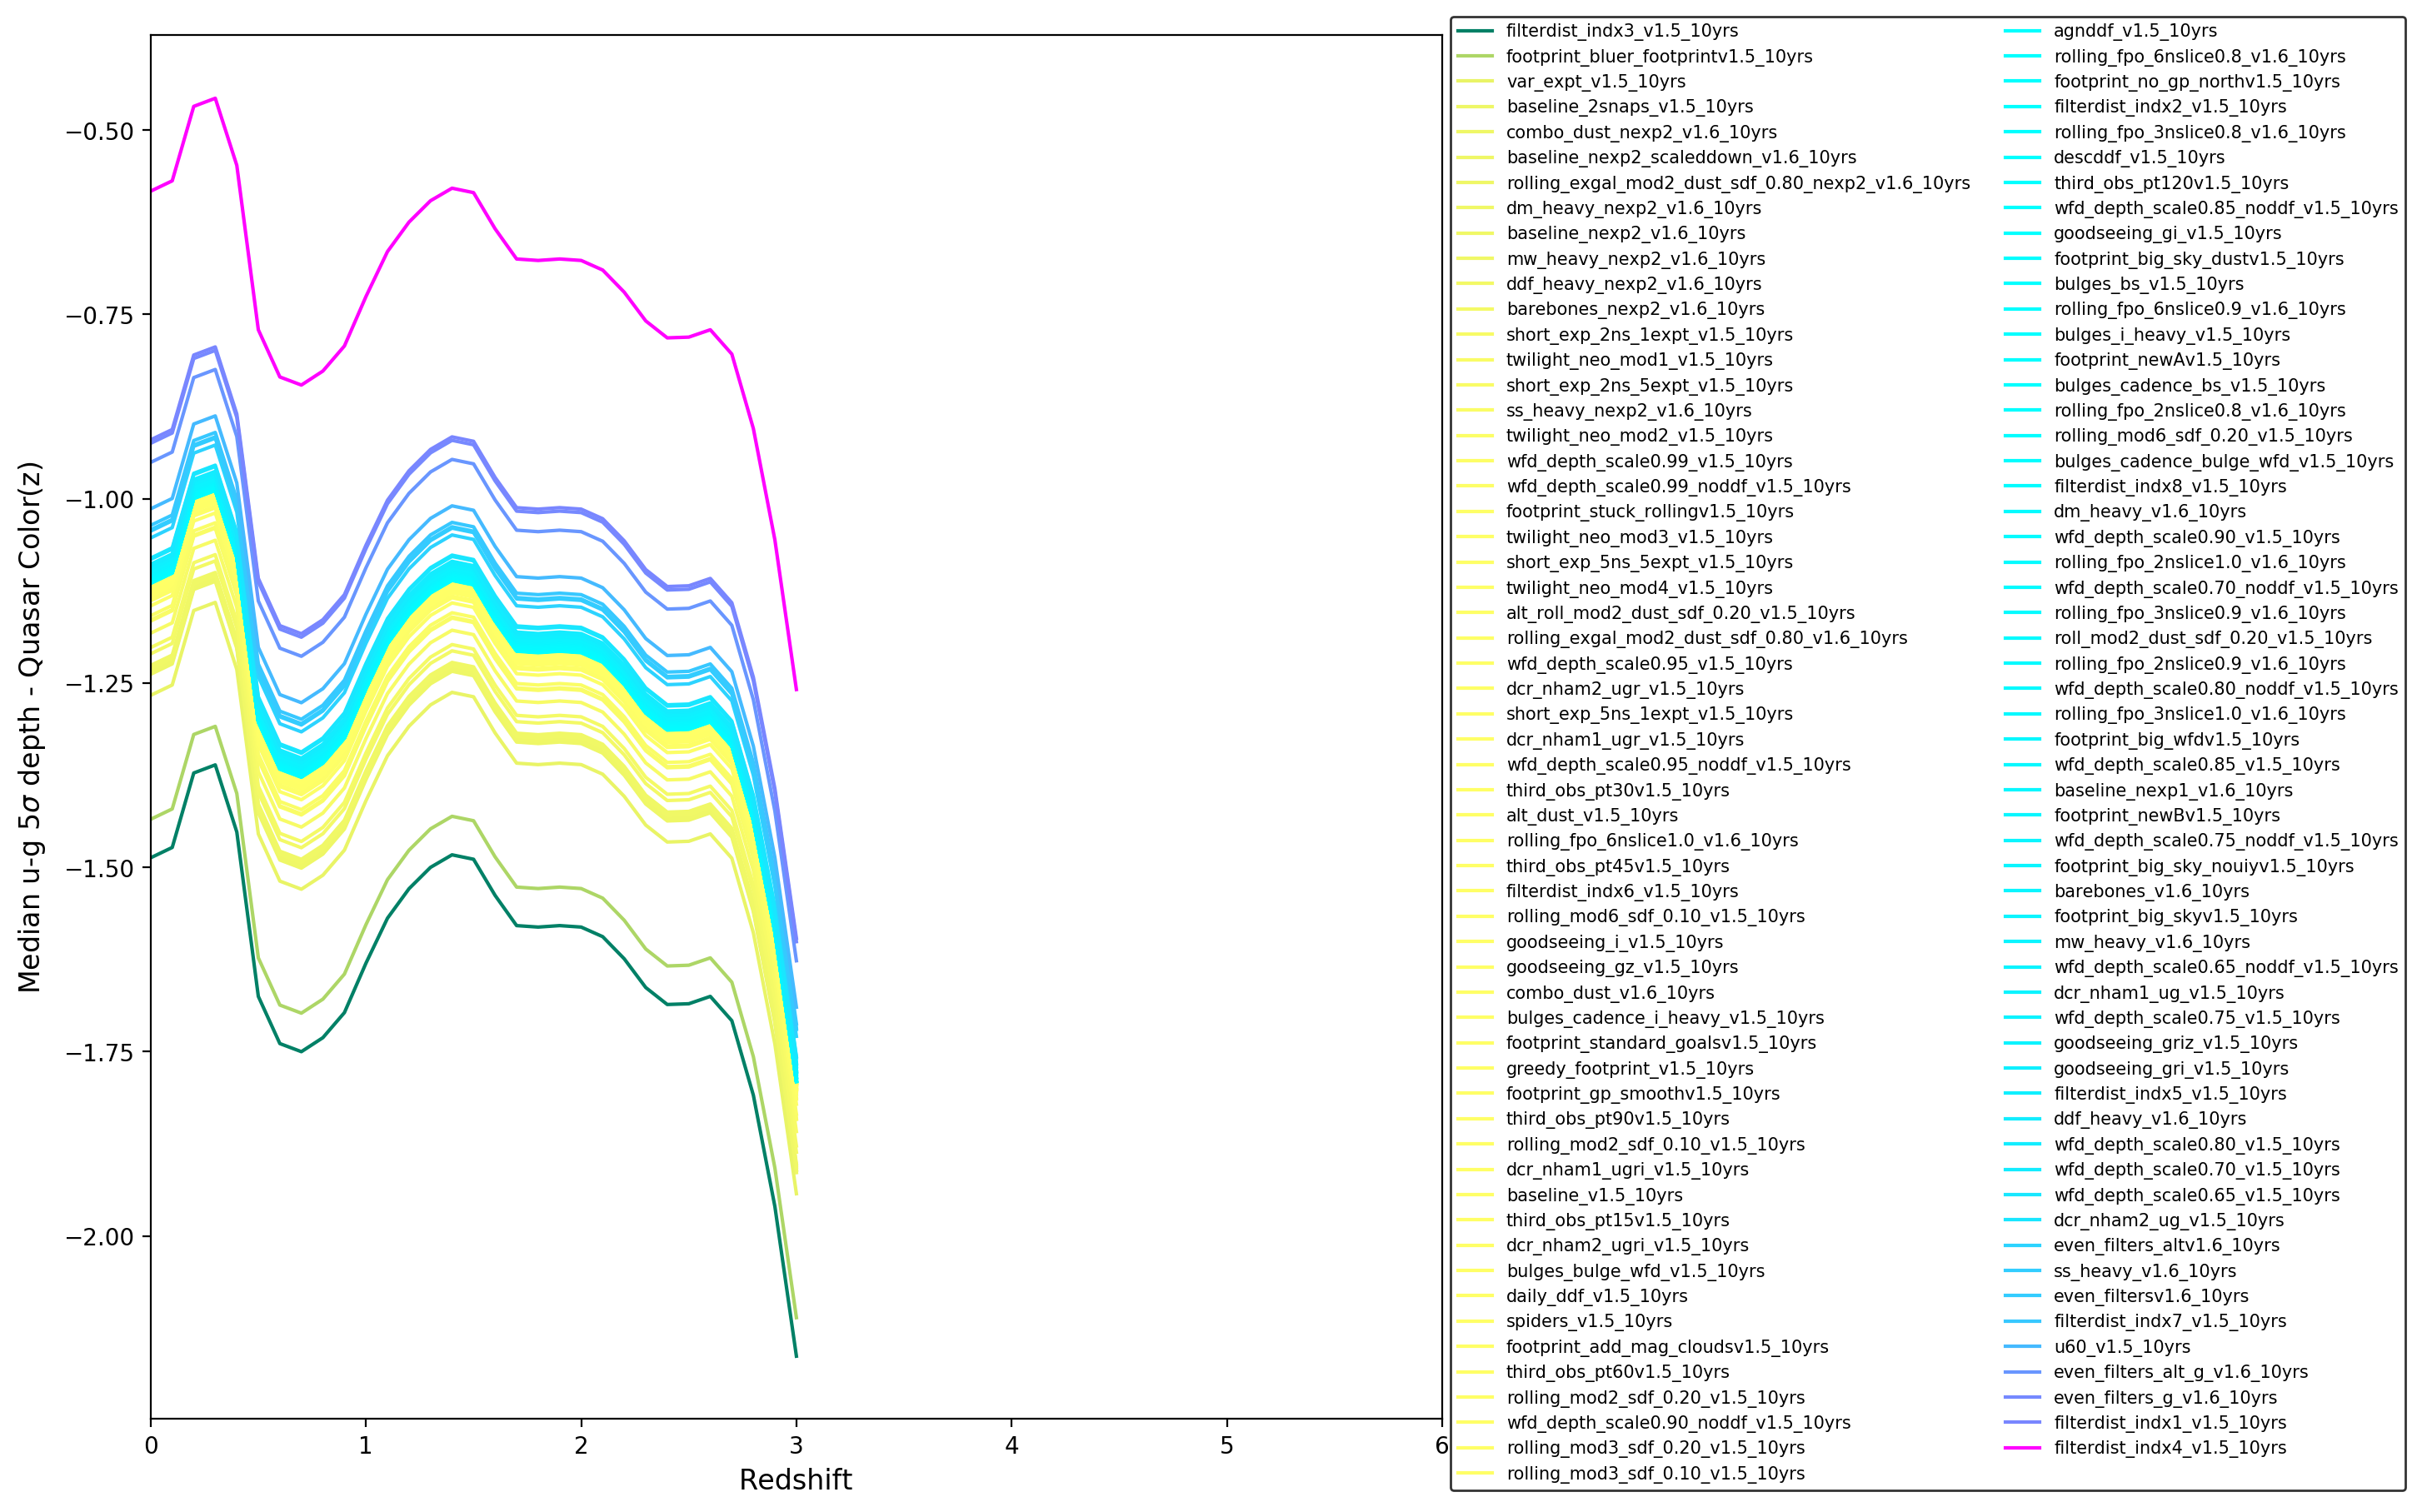 −0.50
−0.75
−1.00
−1.25
−1.50
−1.75
−2.00
Median u-g 5σ depth - Quasar Color(z)
0 1 2 3 4 5 6
Redshift
filterdist_indx3_v1.5_10yrs
footprint_bluer_footprintv1.5_10yrs
var_expt_v1.5_10yrs
baseline_2snaps_v1.5_10yrs
combo_dust_nexp2_v1.6_10yrs
baseline_nexp2_scaleddown_v1.6_10yrs
rolling_exgal_mod2_dust_sdf_0.80_nexp2_v1.6_10yrs
dm_heavy_nexp2_v1.6_10yrs
baseline_nexp2_v1.6_10yrs
mw_heavy_nexp2_v1.6_10yrs
ddf_heavy_nexp2_v1.6_10yrs
barebones_nexp2_v1.6_10yrs
short_exp_2ns_1expt_v1.5_10yrs
twilight_neo_mod1_v1.5_10yrs
short_exp_2ns_5expt_v1.5_10yrs
ss_heavy_nexp2_v1.6_10yrs
twilight_neo_mod2_v1.5_10yrs
wfd_depth_scale0.99_v1.5_10yrs
wfd_depth_scale0.99_noddf_v1.5_10yrs
footprint_stuck_rollingv1.5_10yrs
twilight_neo_mod3_v1.5_10yrs
short_exp_5ns_5expt_v1.5_10yrs
twilight_neo_mod4_v1.5_10yrs
alt_roll_mod2_dust_sdf_0.20_v1.5_10yrs
rolling_exgal_mod2_dust_sdf_0.80_v1.6_10yrs
wfd_depth_scale0.95_v1.5_10yrs
dcr_nham2_ugr_v1.5_10yrs
short_exp_5ns_1expt_v1.5_10yrs
dcr_nham1_ugr_v1.5_10yrs
wfd_depth_scale0.95_noddf_v1.5_10yrs
third_obs_pt30v1.5_10yrs
alt_dust_v1.5_10yrs
rolling_fpo_6nslice1.0_v1.6_10yrs
third_obs_pt45v1.5_10yrs
filterdist_indx6_v1.5_10yrs
rolling_mod6_sdf_0.10_v1.5_10yrs
goodseeing_i_v1.5_10yrs
goodseeing_gz_v1.5_10yrs
combo_dust_v1.6_10yrs
bulges_cadence_i_heavy_v1.5_10yrs
footprint_standard_goalsv1.5_10yrs
greedy_footprint_v1.5_10yrs
footprint_gp_smoothv1.5_10yrs
third_obs_pt90v1.5_10yrs
rolling_mod2_sdf_0.10_v1.5_10yrs
dcr_nham1_ugri_v1.5_10yrs
baseline_v1.5_10yrs
third_obs_pt15v1.5_10yrs
dcr_nham2_ugri_v1.5_10yrs
bulges_bulge_wfd_v1.5_10yrs
daily_ddf_v1.5_10yrs
spiders_v1.5_10yrs
footprint_add_mag_cloudsv1.5_10yrs
third_obs_pt60v1.5_10yrs
rolling_mod2_sdf_0.20_v1.5_10yrs
wfd_depth_scale0.90_noddf_v1.5_10yrs
rolling_mod3_sdf_0.20_v1.5_10yrs
rolling_mod3_sdf_0.10_v1.5_10yrs
agnddf_v1.5_10yrs
rolling_fpo_6nslice0.8_v1.6_10yrs
footprint_no_gp_northv1.5_10yrs
filterdist_indx2_v1.5_10yrs
rolling_fpo_3nslice0.8_v1.6_10yrs
descddf_v1.5_10yrs
third_obs_pt120v1.5_10yrs
wfd_depth_scale0.85_noddf_v1.5_10yrs
goodseeing_gi_v1.5_10yrs
footprint_big_sky_dustv1.5_10yrs
bulges_bs_v1.5_10yrs
rolling_fpo_6nslice0.9_v1.6_10yrs
bulges_i_heavy_v1.5_10yrs
footprint_newAv1.5_10yrs
bulges_cadence_bs_v1.5_10yrs
rolling_fpo_2nslice0.8_v1.6_10yrs
rolling_mod6_sdf_0.20_v1.5_10yrs
bulges_cadence_bulge_wfd_v1.5_10yrs
filterdist_indx8_v1.5_10yrs
dm_heavy_v1.6_10yrs
wfd_depth_scale0.90_v1.5_10yrs
rolling_fpo_2nslice1.0_v1.6_10yrs
wfd_depth_scale0.70_noddf_v1.5_10yrs
rolling_fpo_3nslice0.9_v1.6_10yrs
roll_mod2_dust_sdf_0.20_v1.5_10yrs
rolling_fpo_2nslice0.9_v1.6_10yrs
wfd_depth_scale0.80_noddf_v1.5_10yrs
rolling_fpo_3nslice1.0_v1.6_10yrs
footprint_big_wfdv1.5_10yrs
wfd_depth_scale0.85_v1.5_10yrs
baseline_nexp1_v1.6_10yrs
footprint_newBv1.5_10yrs
wfd_depth_scale0.75_noddf_v1.5_10yrs
footprint_big_sky_nouiyv1.5_10yrs
barebones_v1.6_10yrs
footprint_big_skyv1.5_10yrs
mw_heavy_v1.6_10yrs
wfd_depth_scale0.65_noddf_v1.5_10yrs
dcr_nham1_ug_v1.5_10yrs
wfd_depth_scale0.75_v1.5_10yrs
goodseeing_griz_v1.5_10yrs
goodseeing_gri_v1.5_10yrs
filterdist_indx5_v1.5_10yrs
ddf_heavy_v1.6_10yrs
wfd_depth_scale0.80_v1.5_10yrs
wfd_depth_scale0.70_v1.5_10yrs
wfd_depth_scale0.65_v1.5_10yrs
dcr_nham2_ug_v1.5_10yrs
even_filters_altv1.6_10yrs
ss_heavy_v1.6_10yrs
even_filtersv1.6_10yrs
filterdist_indx7_v1.5_10yrs
u60_v1.5_10yrs
even_filters_alt_g_v1.6_10yrs
even_filters_g_v1.6_10yrs
filterdist_indx1_v1.5_10yrs
filterdist_indx4_v1.5_10yrs